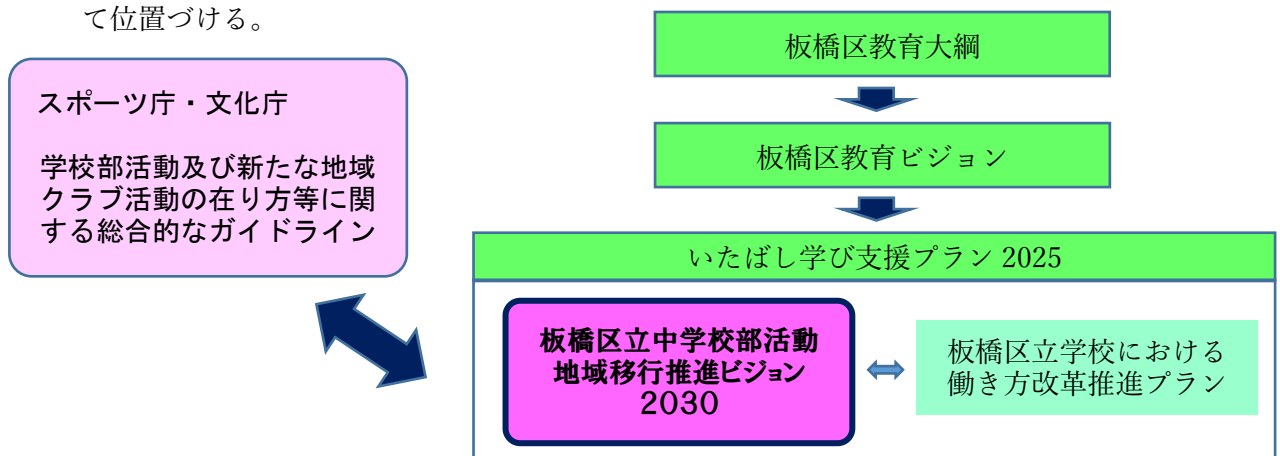 て位置づける。
スポーツ庁・文化庁
学校部活動及び新たな地域
クラブ活動の在り方等に関
する総合的なガイドライン
板橋区教育大綱
板橋区教育ビジョン
いたばし学び支援プラン 2025
板橋区立中学校部活動
地域移行推進ビジョン
2030
板橋区立学校における
働き方改革推進プラン